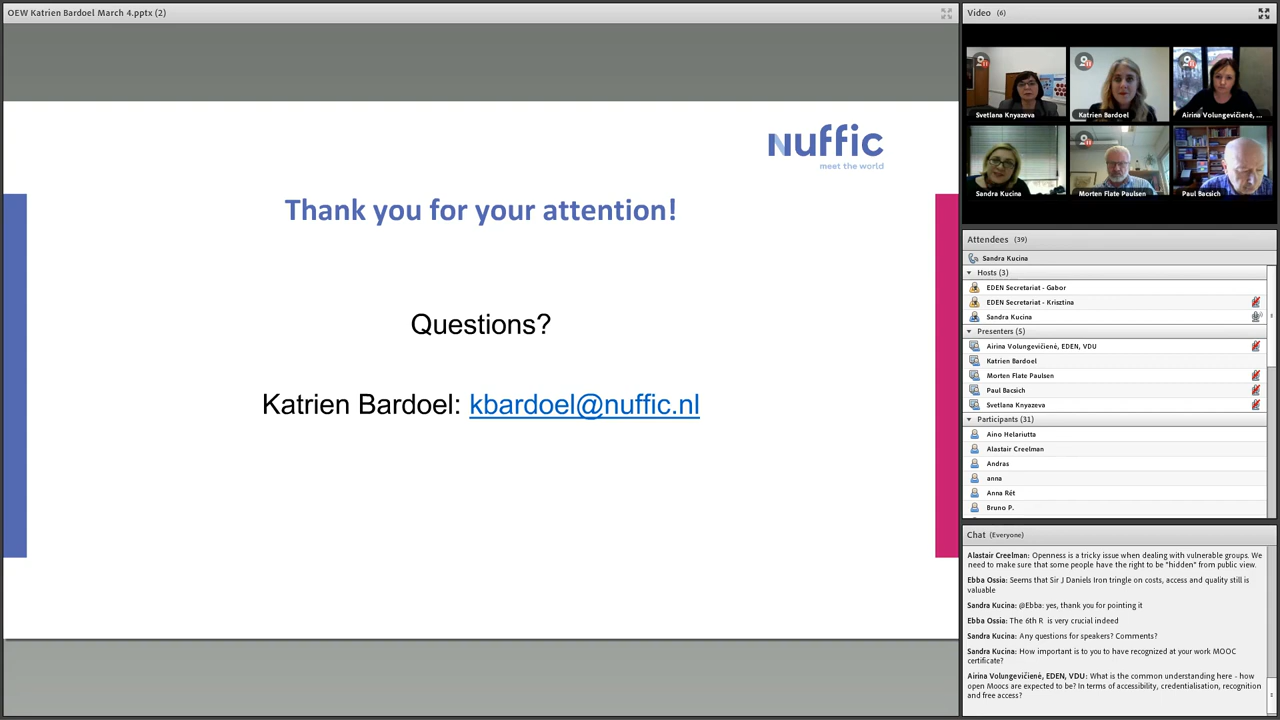 OEW Katrien Bardoel March 4.pptx (2)
nuffic
meet the world
Thank you for your attention!
Questions?
Katrien Bardoel: kbardoel@nuffic.nl
Video (6)
Svetlana Knyazeva
Katrien Bardoel
Airina Volungevičienė, ...
Sandra Kucina
Morten Flate Paulsen
Paul Bacsich
Attendees (39)
Sandra Kucina
Hosts (3)
EDEN Secretariat - Gabor
EDEN Secretariat - Krisztina
Sandra Kucina
Presenters (5)
Airina Volungevičienė, EDEN, VDU
Katrien Bardoel
Morten Flate Paulsen
Paul Bacsich
Svetlana Knyazeva
Participants (31)
Aino Helariutta
Alastair Creelman
Andras
anna
Anna Rét
Bruno P.
Chat (Everyone)
Alastair Creelman: Openness is a tricky issue when dealing with vulnerable groups. We
need to make sure that some people have the right to be "hidden" from public view.
Ebba Ossia: Seems that Sir J Daniels Iron tringle on costs, access and quality still is
valuable
Sandra Kucina: @Ebba: yes, thank you for pointing it
Ebba Ossia: The 6th R is very crucial indeed
Sandra Kucina: Any questions for speakers? Comments?
Sandra Kucina: How important is to you to have recognized at your work MOOC
certificate?
Airina Volungevičienė, EDEN, VDU: What is the common understanding here - how
open Moocs are expected to be? In terms of accessibility, credentialisation, recognition
and free access?